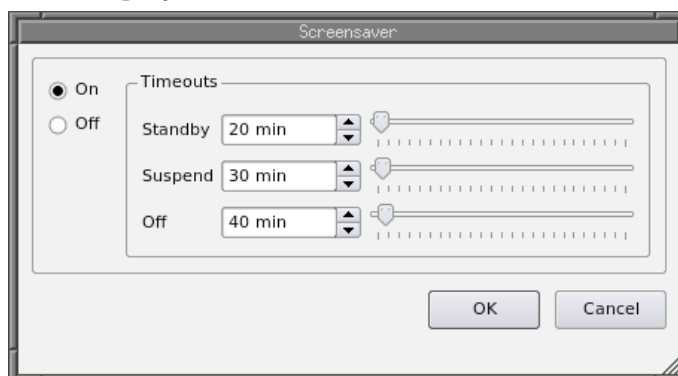 Screensaver
On
Off
Timeouts
Standby 20 min
Suspend 30 min
Off 40 min
OK Cancel